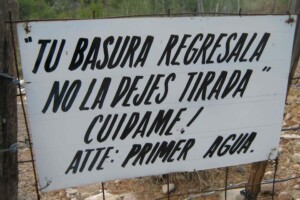 "TU BASURA REGRESALA
NO LA DEJES TIRADA"
CUIDAME!
ATTE: PRIMER AGUA.